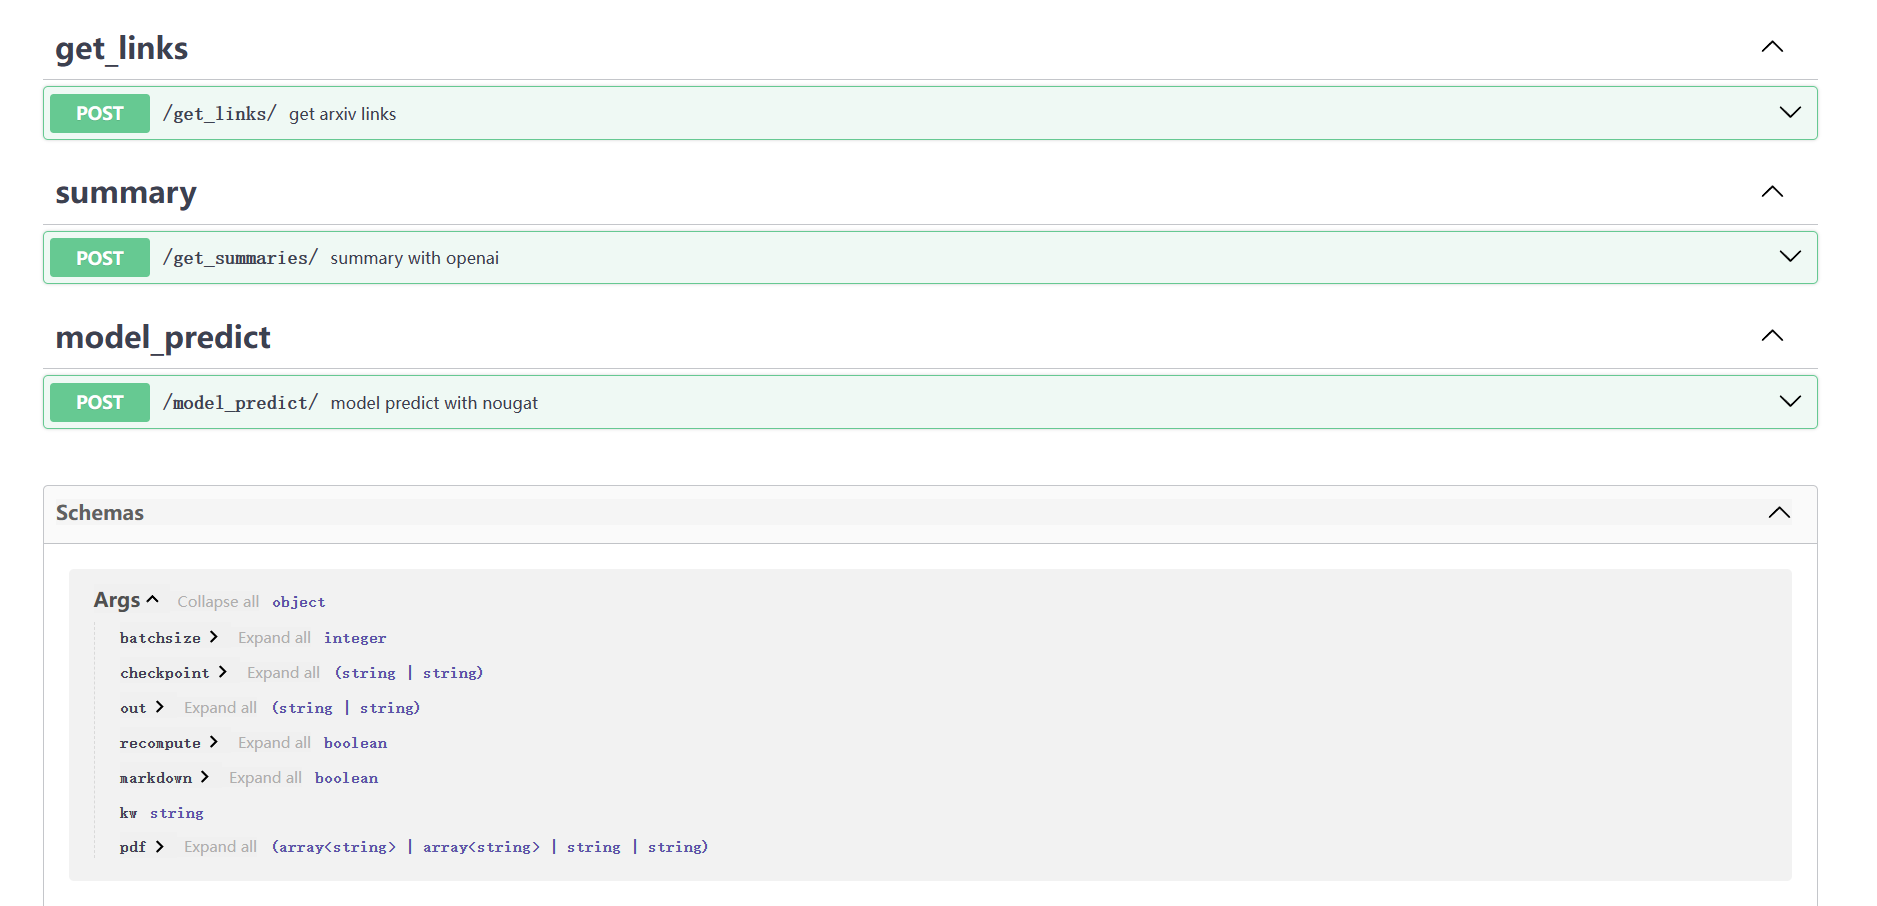 get_links
POST /get_links/ get arxiv links
summary
POST /get_summaries/ summary with openai
model_predict
POST /model_predict/ model predict with nougat
Schemas
Args Collapse all object
batchsize Expand all integer
checkpoint Expand all (string | string)
out Expand all (string | string)
recompute Expand all boolean
markdown Expand all boolean
kw string
pdf Expand all (array<string> | array<string> | string | string)